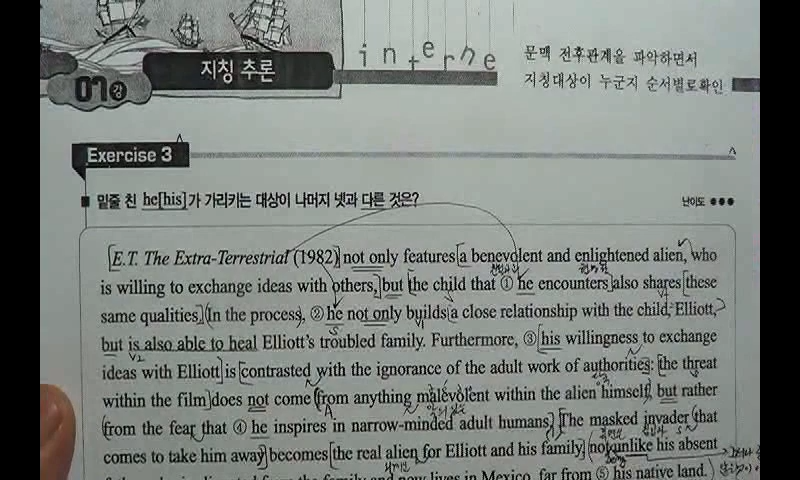 interne
문맥 전후관계을 파악하면서
지칭대상이 누군지 순서별로확인
07강 지칭 추론
Exercise 3
밑줄 친 he[his]가 가리키는 대상이 나머지 넷과 다른 것은?
난이도 ●●●
E.T. The Extra-Terrestrial (1982) not only features a benevolent and enlightened alien, who
is willing to exchange ideas with others, but the child that ① he encounters also shares these
same qualities. In the process, ② he not only builds a close relationship with the child, Elliott,
but is also able to heal Elliott's troubled family. Furthermore, ③ his willingness to exchange
ideas with Elliott is contrasted with the ignorance of the adult work of authorities: the threat
within the film does not come from anything malevolent within the alien himself, but rather
from the fear that ④ he inspires in narrow-minded adult humans. The masked invader that
comes to take him away becomes the real alien for Elliott and his family, not unlike his absent
now lives in Mexico, far from ⑤ his native land.